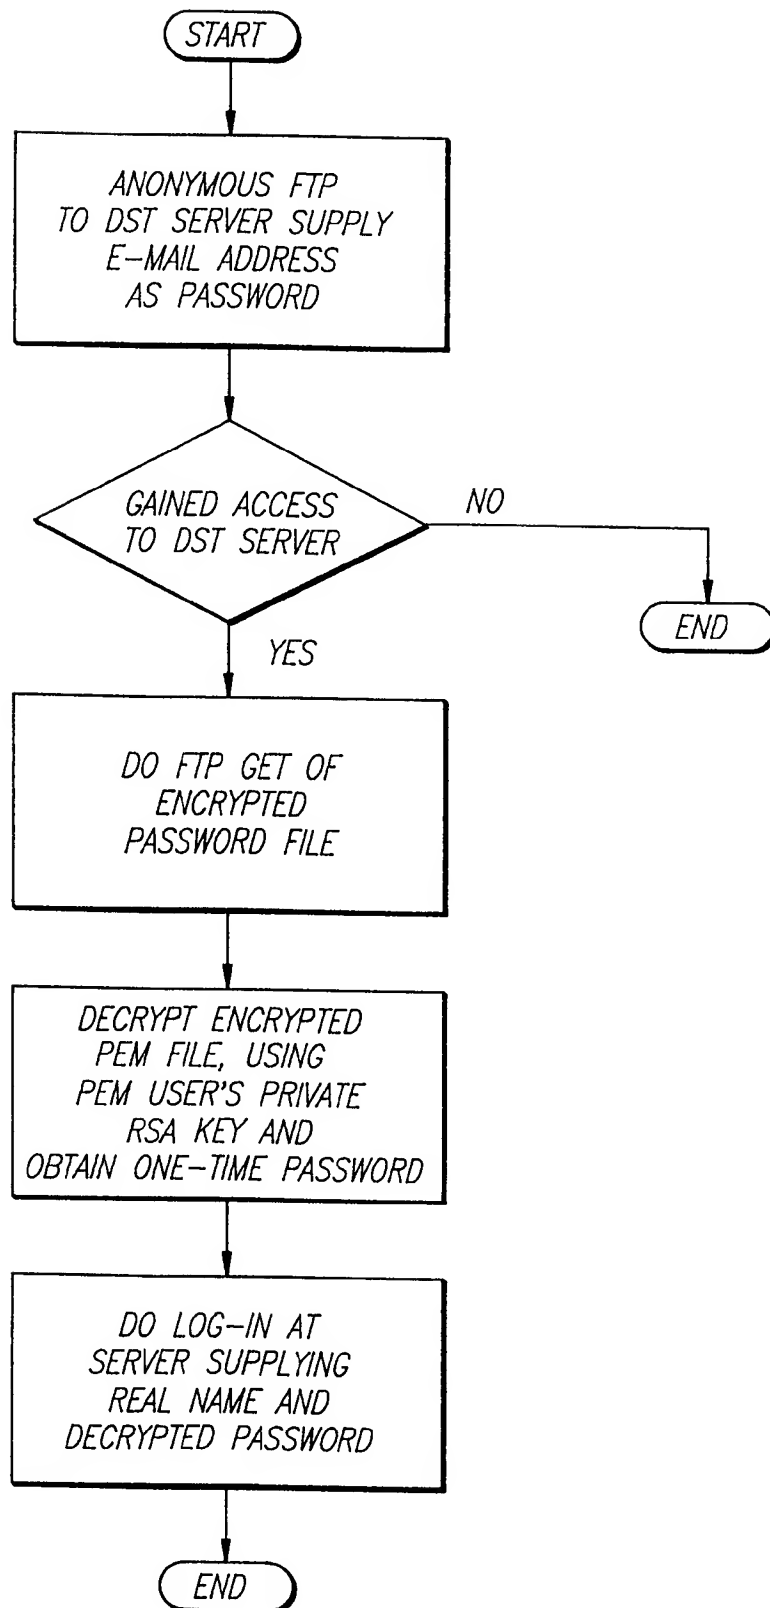 START
ANONYMOUS FTP
TO DST SERVER SUPPLY
E-MAIL ADDRESS
AS PASSWORD
GAINED ACCESS
TO DST SERVER
NO
END
YES
DO FTP GET OF
ENCRYPTED
PASSWORD FILE
DECRYPT ENCRYPTED
PEM FILE, USING
PEM USER'S PRIVATE
RSA KEY AND
OBTAIN ONE-TIME PASSWORD
DO LOG-IN AT
SERVER SUPPLYING
REAL NAME AND
DECRYPTED PASSWORD
END